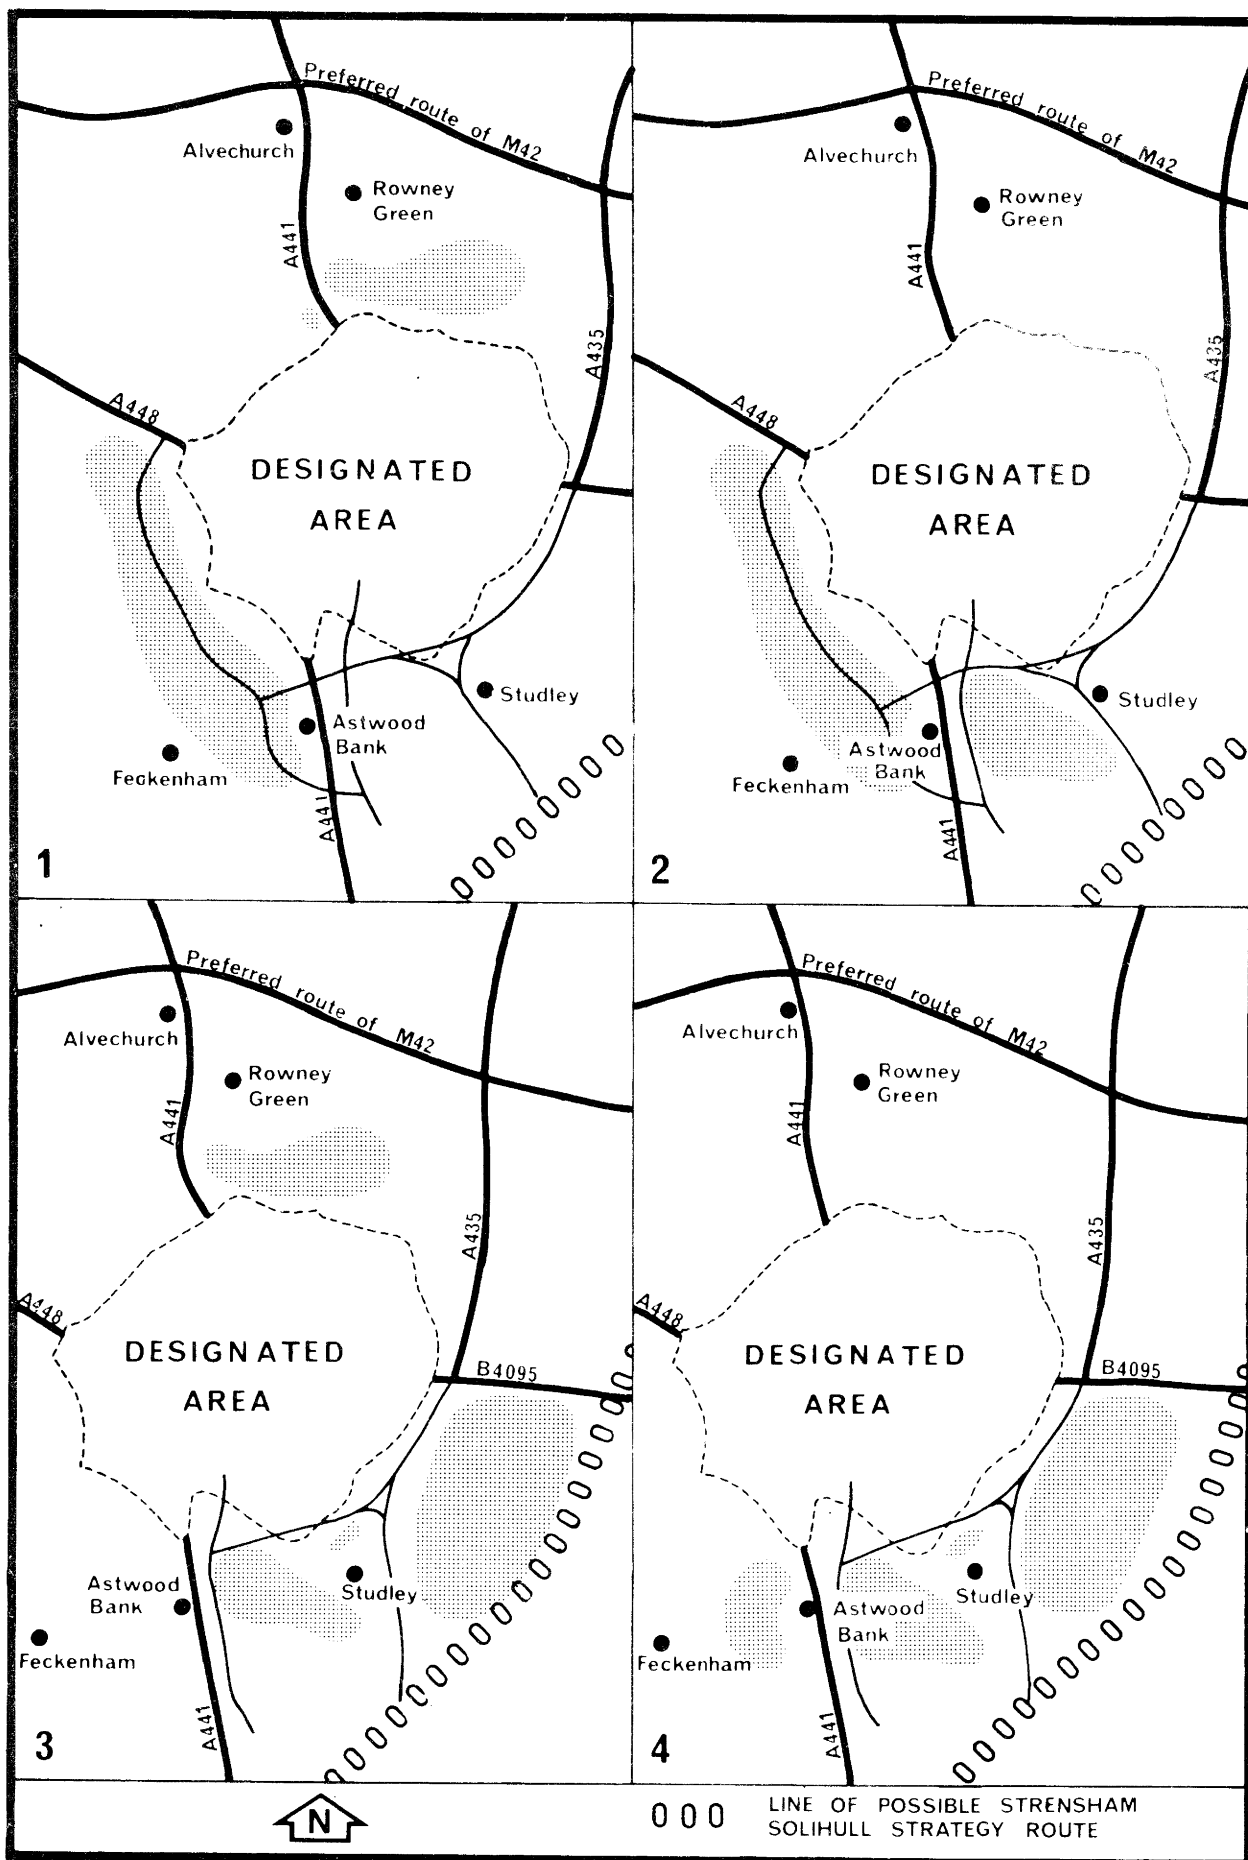 Preferred route of M42
Alvechurch
Rowney
Green
A441
A435
A448
DESIGNATED
AREA
Studley
Astwood
Bank
Feckenham
A441
1
Preferred route of M42
Alvechurch
Rowney
Green
A441
A435
A448
DESIGNATED
AREA
Studley
Astwood
Bank
Feckenham
A441
2
Preferred route of M42
Alvechurch
Rowney
Green
A441
A435
A448
DESIGNATED
AREA
B4095
Astwood
Bank
Studley
Feckenham
A441
3
Preferred route of M42
Alvechurch
Rowney
Green
A441
A435
A448
DESIGNATED
AREA
B4095
Studley
Astwood
Bank
Feckenham
A441
4
N
000 LINE OF POSSIBLE STRENSHAM
SOLIHULL STRATEGY ROUTE